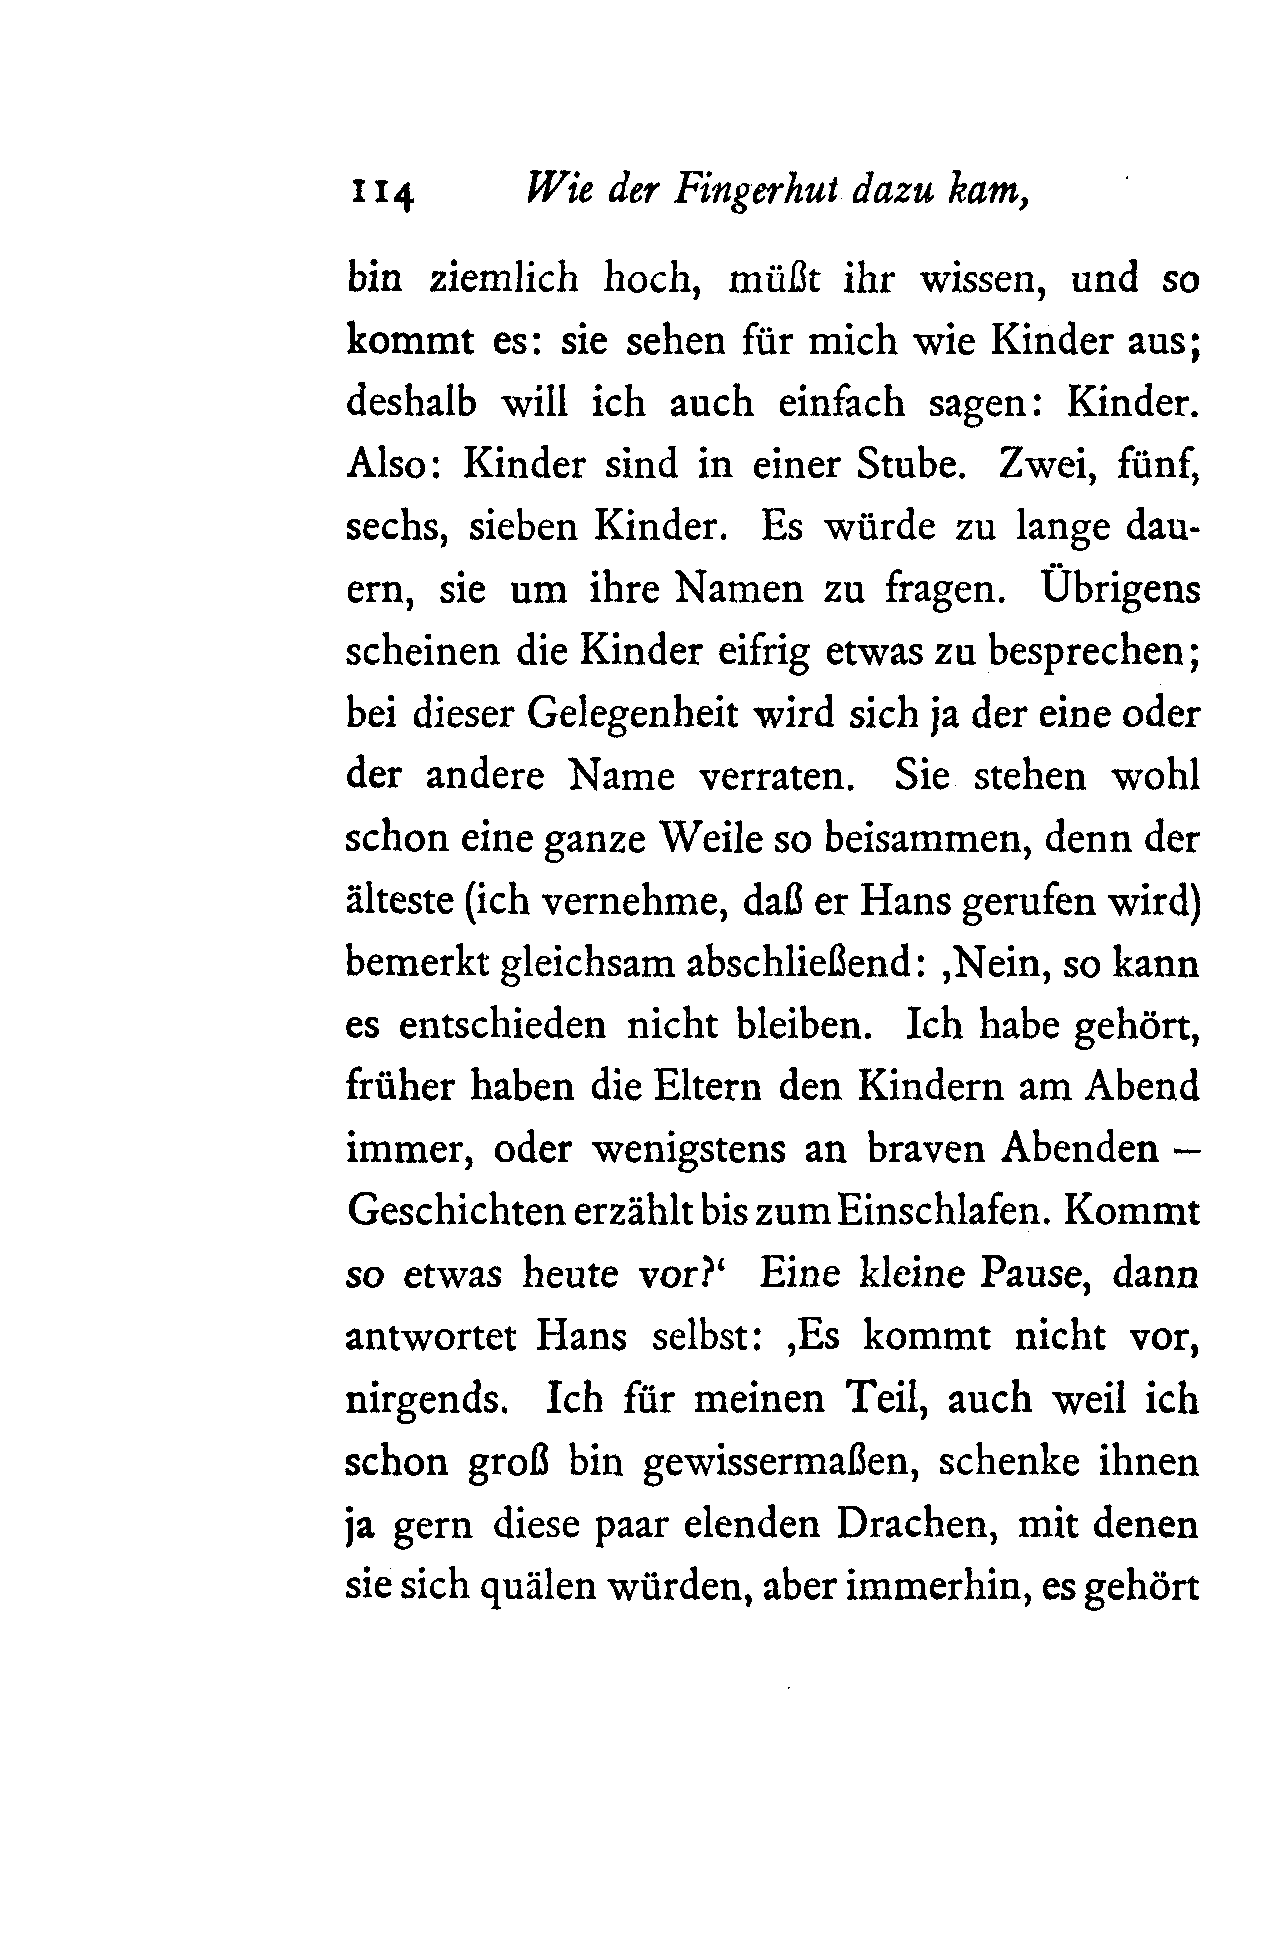 114 Wie der Fingerhut dazu kam,
bin ziemlich hoch, müßt ihr wissen, und so
kommt es: sie sehen für mich wie Kinder aus;
deshalb will ich auch einfach sagen: Kinder.
Also: Kinder sind in einer Stube. Zwei, fünf,
sechs, sieben Kinder. Es würde zu lange dau-
ern, sie um ihre Namen zu fragen. Übrigens
scheinen die Kinder eifrig etwas zu besprechen;
bei dieser Gelegenheit wird sich ja der eine oder
der andere Name verraten. Sie stehen wohl
schon eine ganze Weile so beisammen, denn der
älteste (ich vernehme, daß er Hans gerufen wird)
bemerkt gleichsam abschließend: ‚Nein, so kann
es entschieden nicht bleiben. Ich habe gehört,
früher haben die Eltern den Kindern am Abend
immer, oder wenigstens an braven Abenden –
Geschichten erzählt bis zum Einschlafen. Kommt
so etwas heute vor?‘ Eine kleine Pause, dann
antwortet Hans selbst: ‚Es kommt nicht vor,
nirgends. Ich für meinen Teil, auch weil ich
schon groß bin gewissermaßen, schenke ihnen
ja gern diese paar elenden Drachen, mit denen
sie sich quälen würden, aber immerhin, es gehört